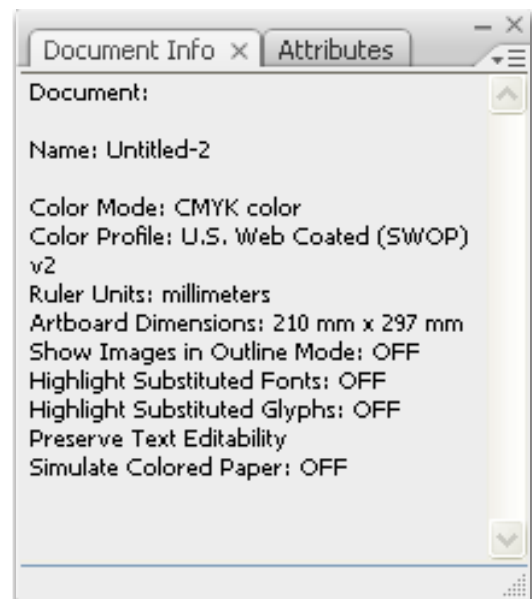 Document Info
Attributes
Document:
Name: Untitled-2
Color Mode: CMYK color
Color Profile: U.S. Web Coated (SWOP)
v2
Ruler Units: millimeters
Artboard Dimensions: 210 mm x 297 mm
Show Images in Outline Mode: OFF
Highlight Substituted Fonts: OFF
Highlight Substituted Glyphs: OFF
Preserve Text Editability
Simulate Colored Paper: OFF